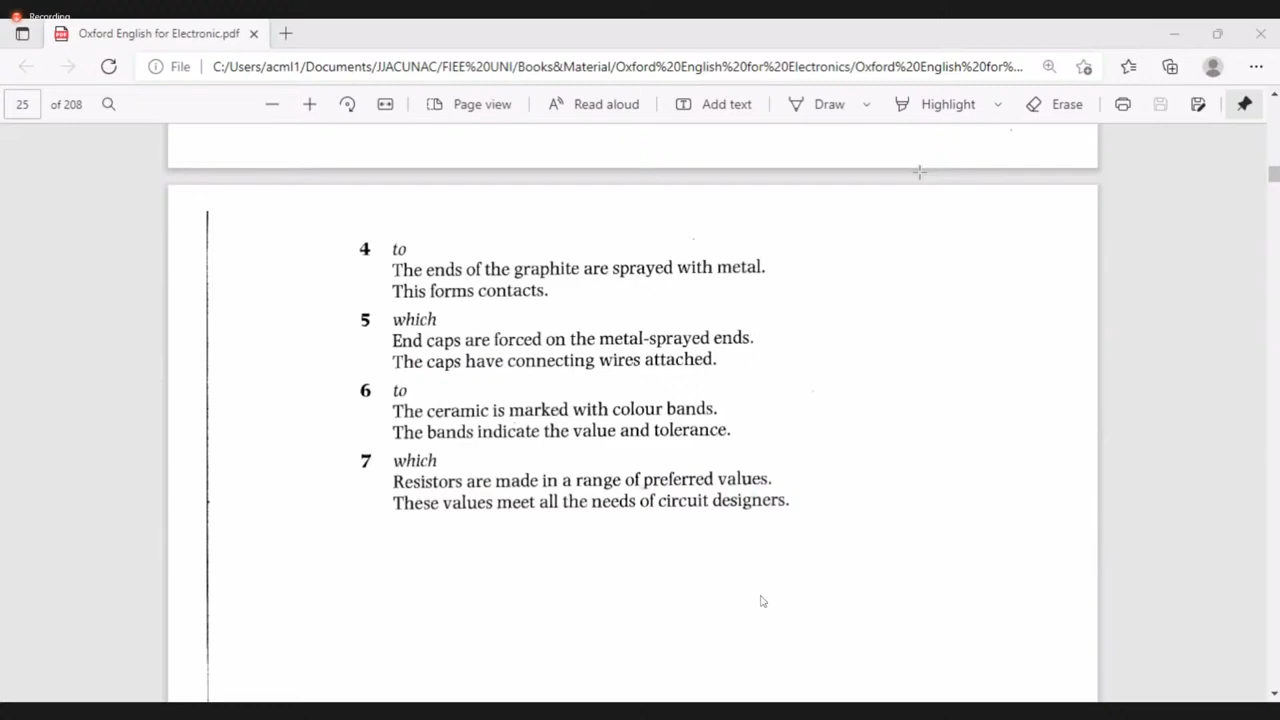 Recording
Oxford English for Electronic.pdf
File C:/Users/acml1/Documents/JJACUNAC/FIEE%20UNI/Books&Material/Oxford%20English%20for%20Electronics/Oxford%20English%20for%...
25 of 208 Page view Read aloud Add text Draw Highlight Erase
4 to
The ends of the graphite are sprayed with metal.
This forms contacts.
5 which
End caps are forced on the metal-sprayed ends.
The caps have connecting wires attached.
6 to
The ceramic is marked with colour bands.
The bands indicate the value and tolerance.
7 which
Resistors are made in a range of preferred values.
These values meet all the needs of circuit designers.